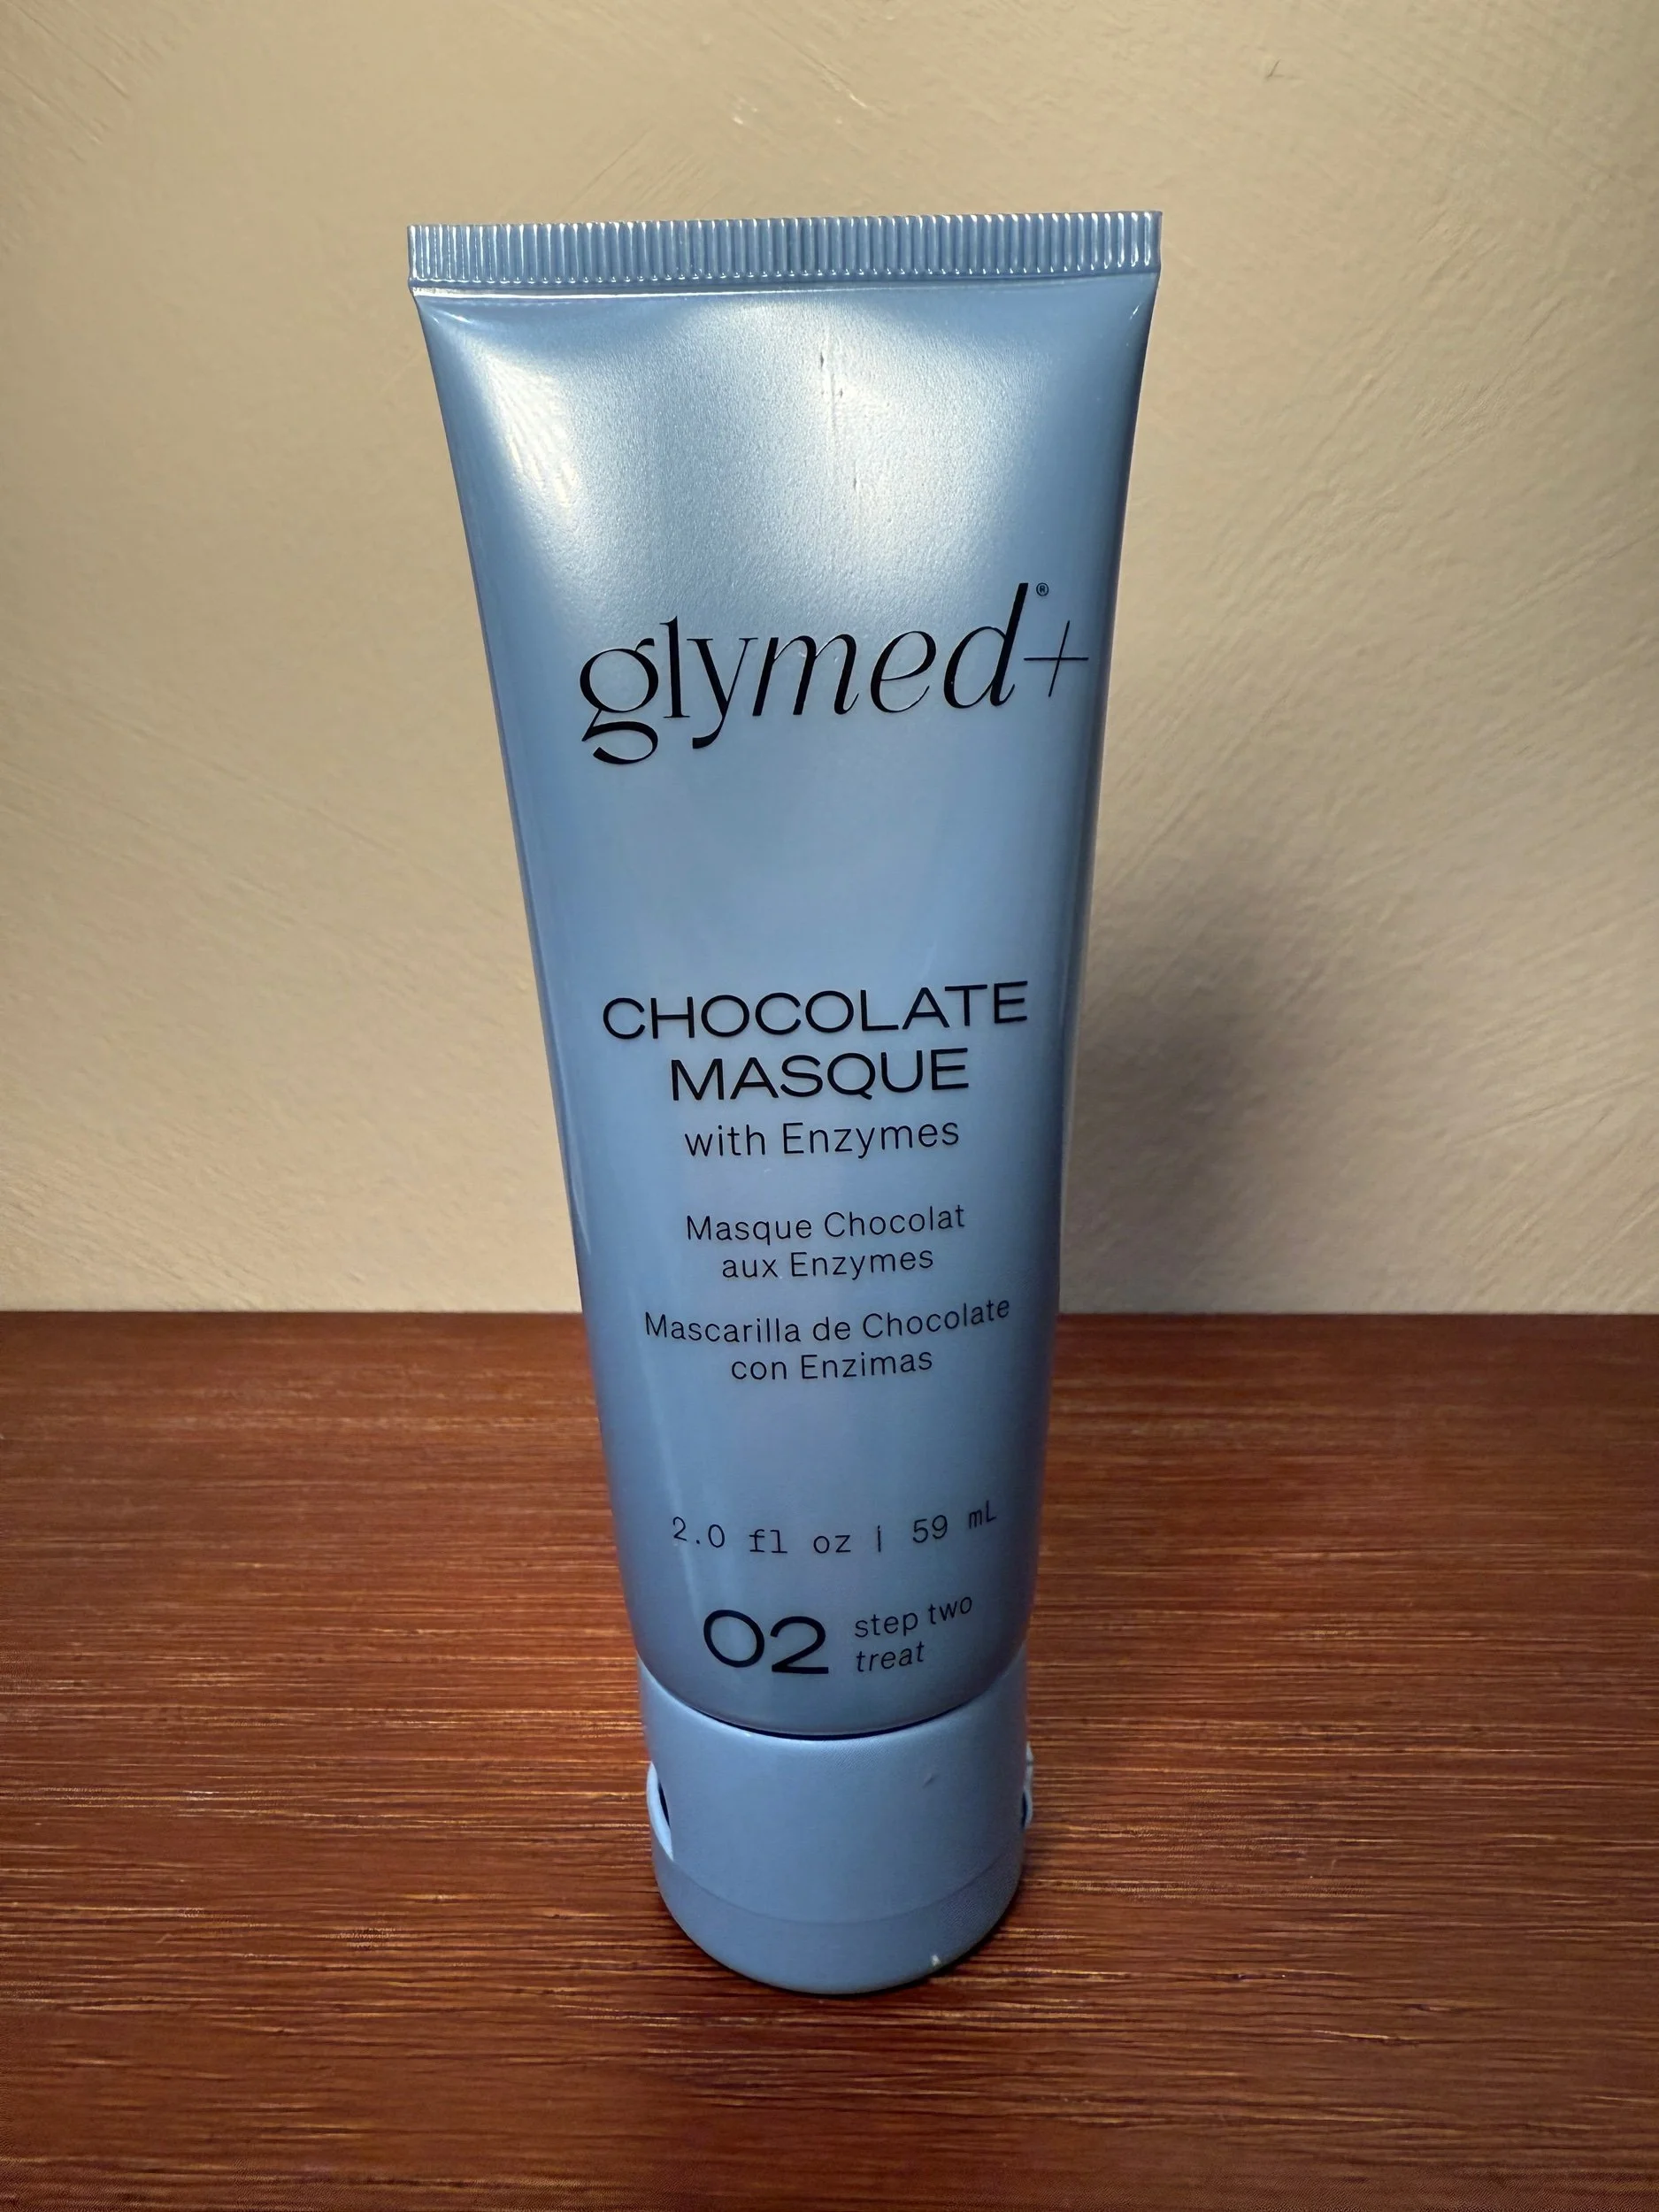 glymed+®
CHOCOLATE
MASQUE
with Enzymes
Masque Chocolat
aux Enzymes
Mascarilla de Chocolate
con Enzimas
2.0 fl oz | 59 mL
02 step two
treat